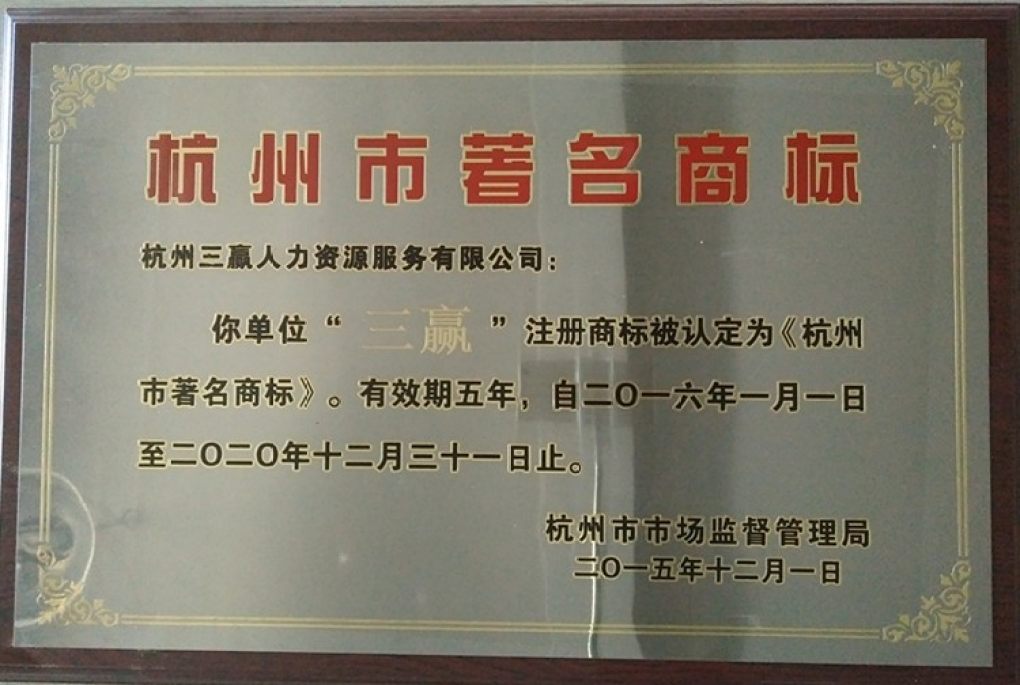 杭州市著名商标
杭州三赢人力资源服务有限公司：
你单位“三赢”注册商标被认定为《杭州
市著名商标》。有效期五年，自二〇一六年一月一日
至二〇二〇年十二月三十一日止。
杭州市市场监督管理局
二〇一五年十二月一日